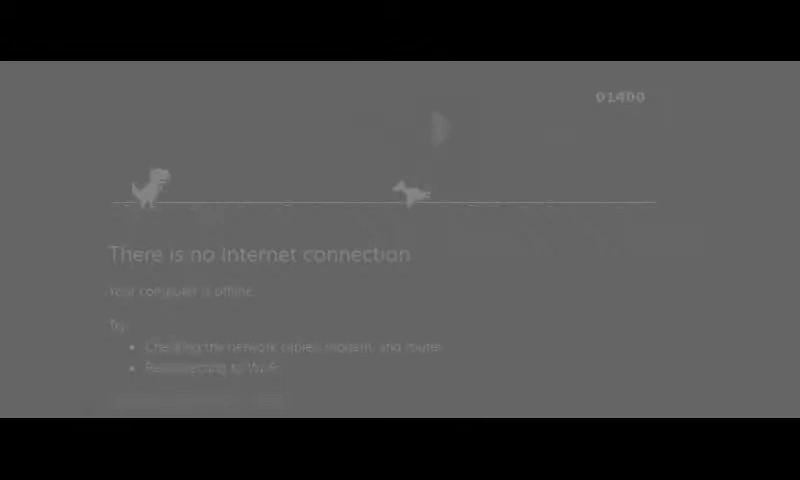 01400
There is no Internet connection
Your computer is offline.
Try:
Checking the network cables, modem, and router
Reconnecting to Wi-Fi